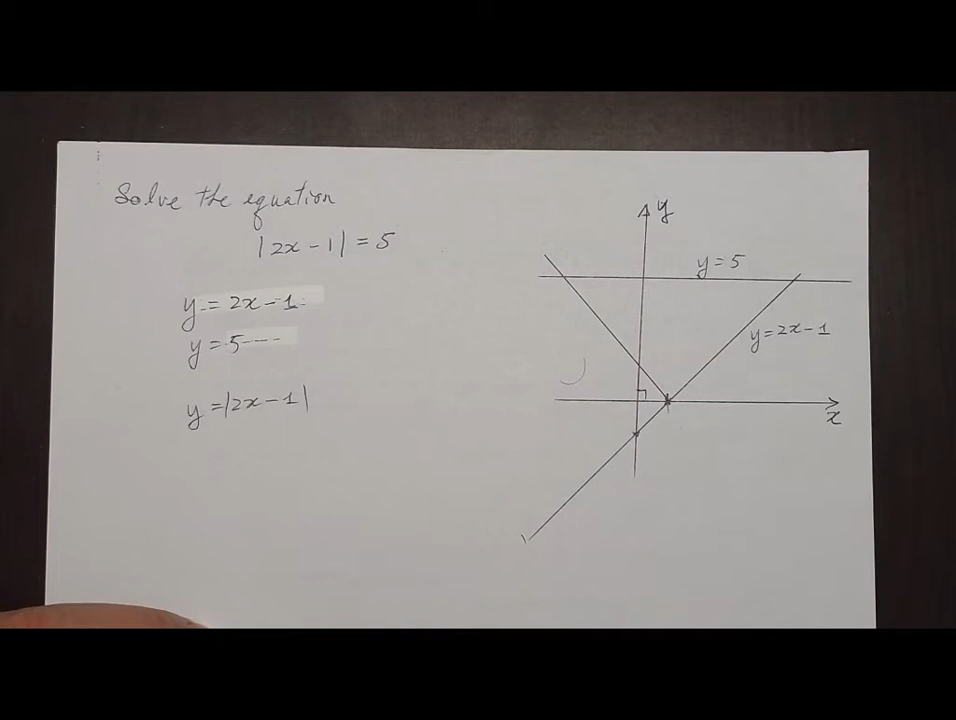 Solve the equation
|2x - 1| = 5
y = 2x - 1
y = 5
y = |2x - 1|
y
y = 5
y = 2x - 1
x